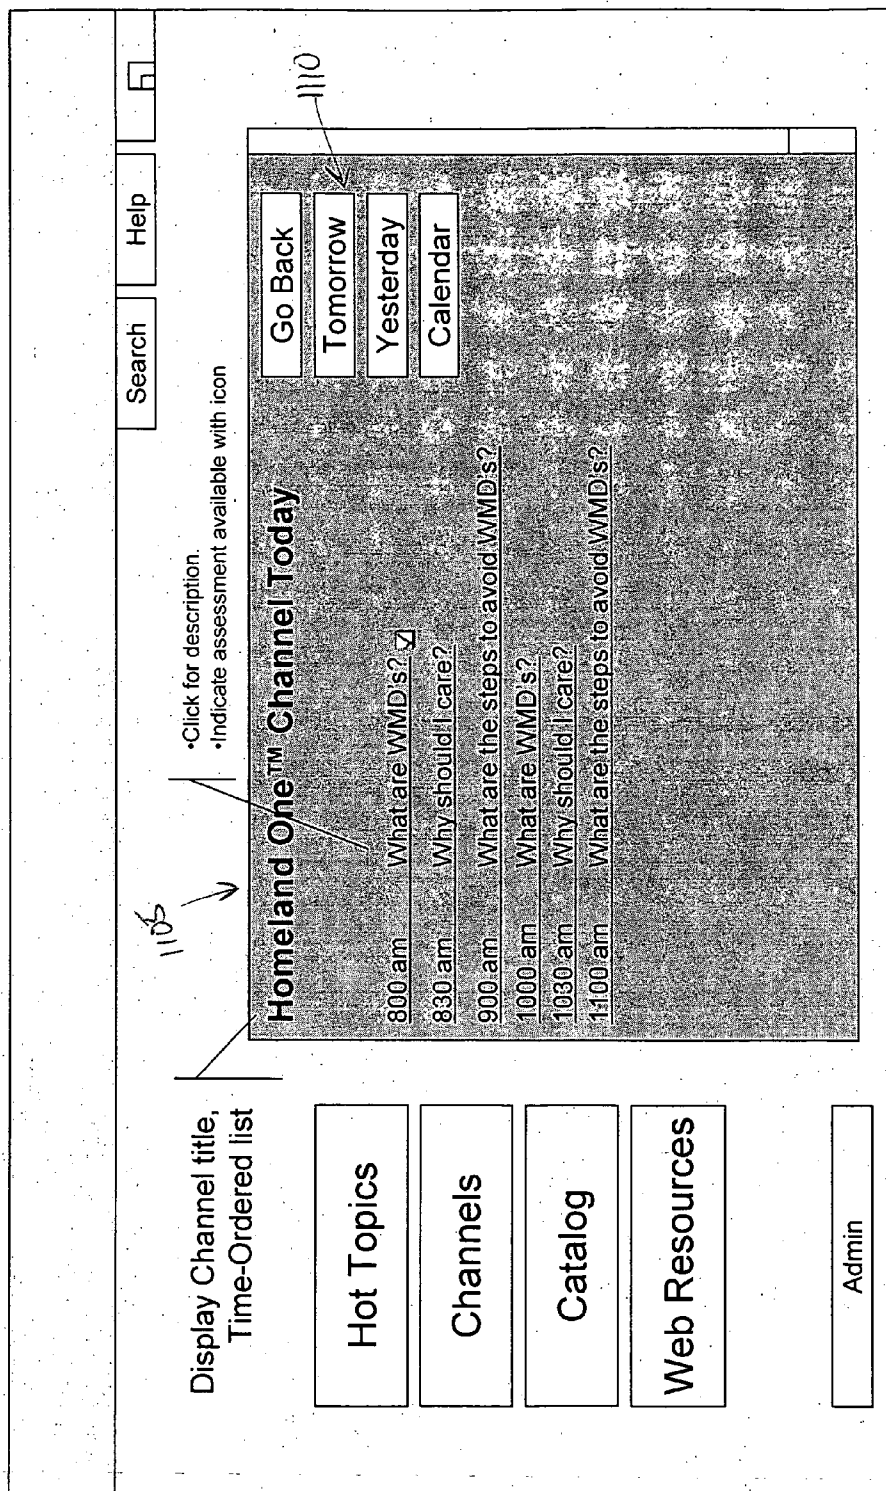 Search
Help
Display Channel title,
Time-Ordered list
1105
•Click for description.
•Indicate assessment available with icon
1110
Homeland One™ Channel Today
800 am What are WMD's?
830 am Why should I care?
900 am What are the steps to avoid WMD's?
1000 am What are WMD's?
1030 am Why should I care?
1100 am What are the steps to avoid WMD's?
Go Back
Tomorrow
Yesterday
Calendar
Hot Topics
Channels
Catalog
Web Resources
Admin